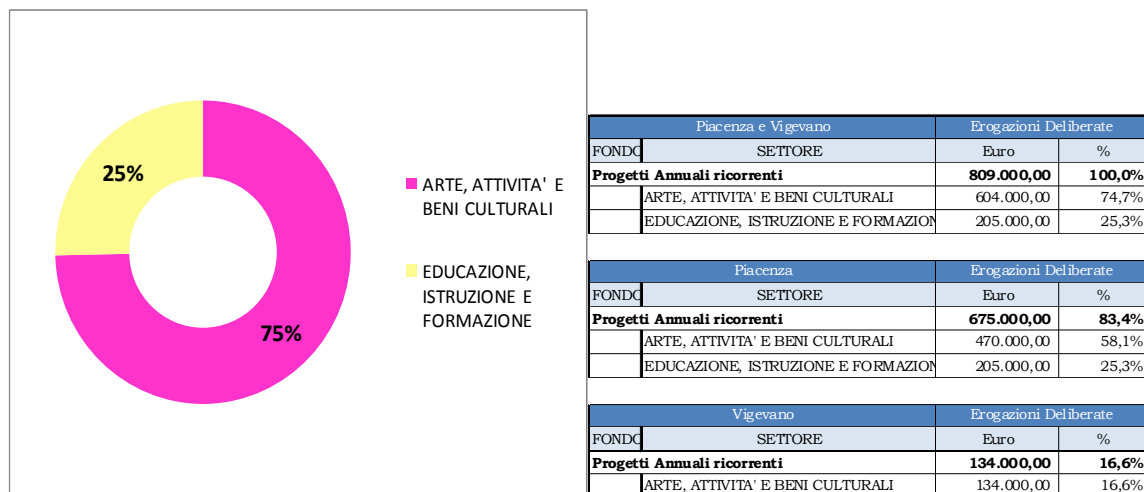 25%
75%
ARTE, ATTIVITA' E
BENI CULTURALI
EDUCAZIONE,
ISTRUZIONE E
FORMAZIONE
Piacenza e Vigevano Erogazioni Deliberate
FONDO SETTORE Euro %
Progetti Annuali ricorrenti 809.000,00 100,0%
ARTE, ATTIVITA' E BENI CULTURALI 604.000,00 74,7%
EDUCAZIONE, ISTRUZIONE E FORMAZION 205.000,00 25,3%
Piacenza Erogazioni Deliberate
FONDO SETTORE Euro %
Progetti Annuali ricorrenti 675.000,00 83,4%
ARTE, ATTIVITA' E BENI CULTURALI 470.000,00 58,1%
EDUCAZIONE, ISTRUZIONE E FORMAZION 205.000,00 25,3%
Vigevano Erogazioni Deliberate
FONDO SETTORE Euro %
Progetti Annuali ricorrenti 134.000,00 16,6%
ARTE, ATTIVITA' E BENI CULTURALI 134.000,00 16,6%